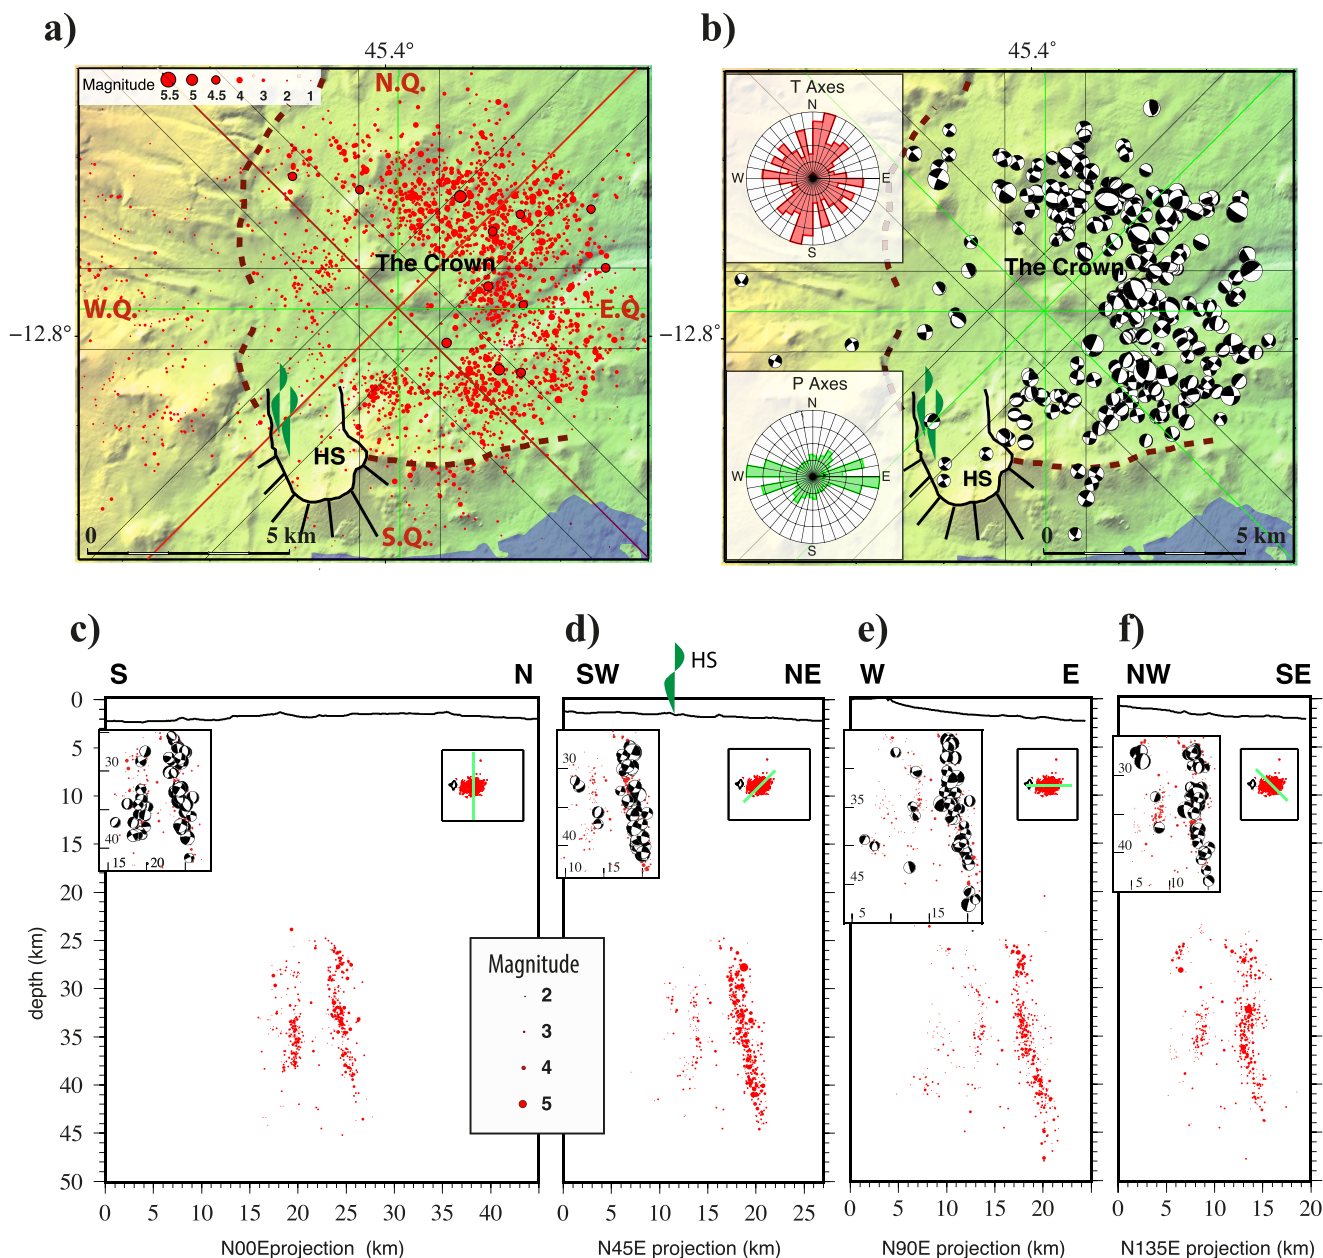 a)
45.4°
Magnitude
5.5 5 4.5 4 3 2 1
N.Q.
The Crown
W.Q.
E.Q.
−12.8°
HS
S.Q.
0 5 km
b)
45.4°
T Axes
N
W E
S
The Crown
−12.8°
P Axes
N
W E
S
HS
0 5 km
c)
S N
0
5
10
15
20
25
30
35
40
45
50
depth (km)
30
40
15 20
0 5 10 15 20 25 30 35 40
N00Eprojection (km)
Magnitude
2
3
4
5
d)
HS
SW NE
30
40
10 15
0 5 10 15 20 25
N45E projection (km)
e)
W E
30
35
45
5 15
0 5 10 15 20
N90E projection (km)
f)
NW SE
30
40
5 10
0 5 10 15 20
N135E projection (km)